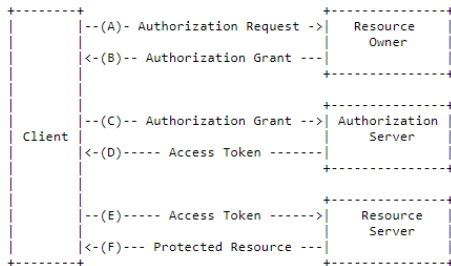 +--------+                               +---------------+
|        |--(A)- Authorization Request ->|   Resource    |
|        |                               |     Owner     |
|        |<-(B)-- Authorization Grant ---|               |
|        |                               +---------------+
|        |
|        |                               +---------------+
|        |--(C)-- Authorization Grant -->| Authorization |
| Client |                               |     Server    |
|        |<-(D)----- Access Token -------|               |
|        |                               +---------------+
|        |
|        |                               +---------------+
|        |--(E)----- Access Token ------>|    Resource   |
|        |                               |     Server    |
|        |<-(F)--- Protected Resource ---|               |
+--------+                               +---------------+